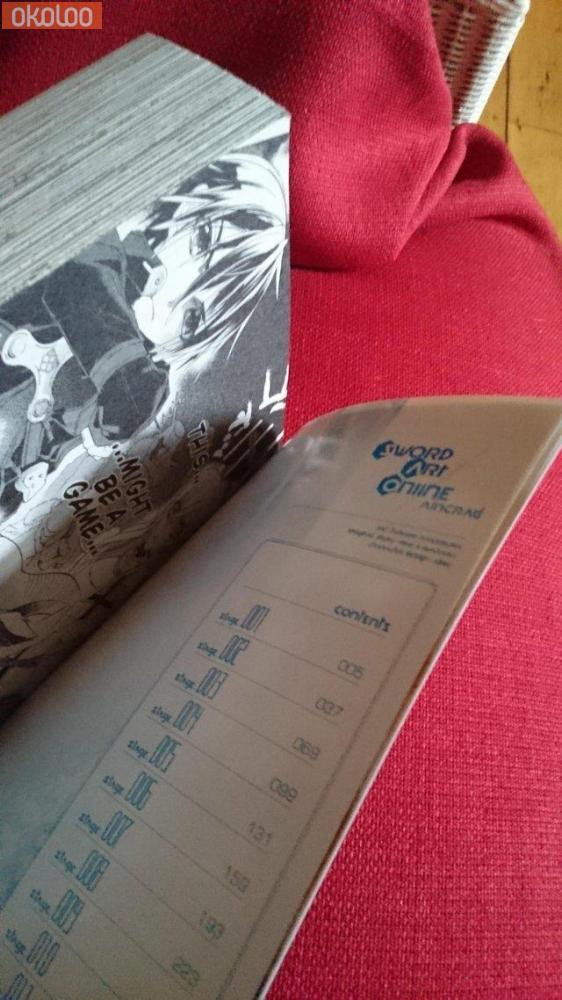 OKOLOO
THIS...
...MIGHT
BE A
GAME...
SWORD
ART
ONLINE
AINCRAD
contents
stage 001 005
stage 002 037
stage 003 069
stage 004 099
stage 005 131
stage 006 159
stage 007 193
stage 008 223
stage 009
stage 010